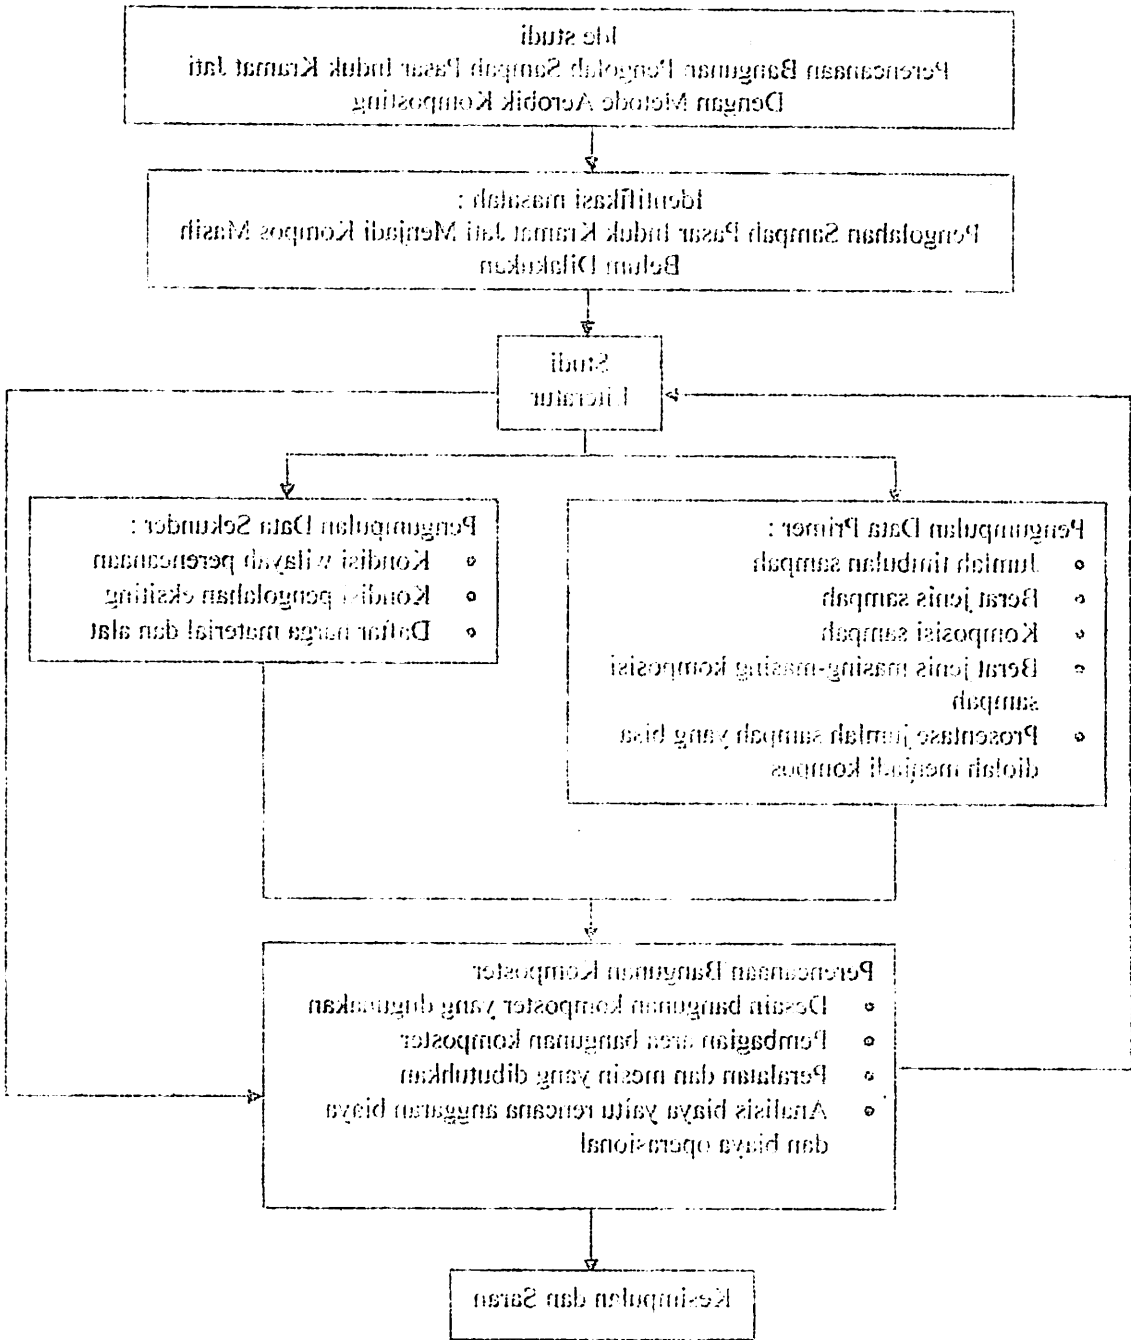 Ide studi
Perencanaan Bangunan Pengolah Sampah Pasar Induk Kramat Jati
Dengan Metode Aerobik Komposting
Identifikasi masalah :
Pengolahan Sampah Pasar Induk Kramat Jati Menjadi Kompos Masih
Belum Dilakukan
Studi
Literatur
Pengumpulan Data Primer :
Jumlah timbulan sampah
Berat jenis sampah
Komposisi sampah
Berat jenis masing-masing komposisi
sampah
Prosentase jumlah sampah yang bisa
diolah menjadi kompos
Pengumpulan Data Sekunder :
Kondisi wilayah perencanaan
Kondisi pengolahan eksiting
Daftar harga material dan alat
Perencanaan Bangunan Komposter
Desain bangunan komposter yang dugunakan
Pembagian area bangunan komposter
Peralatan dan mesin yang dibutuhkan
Analisis biaya yaitu rencana anggaran biaya
dan biaya operasional
Kesimpulan dan Saran